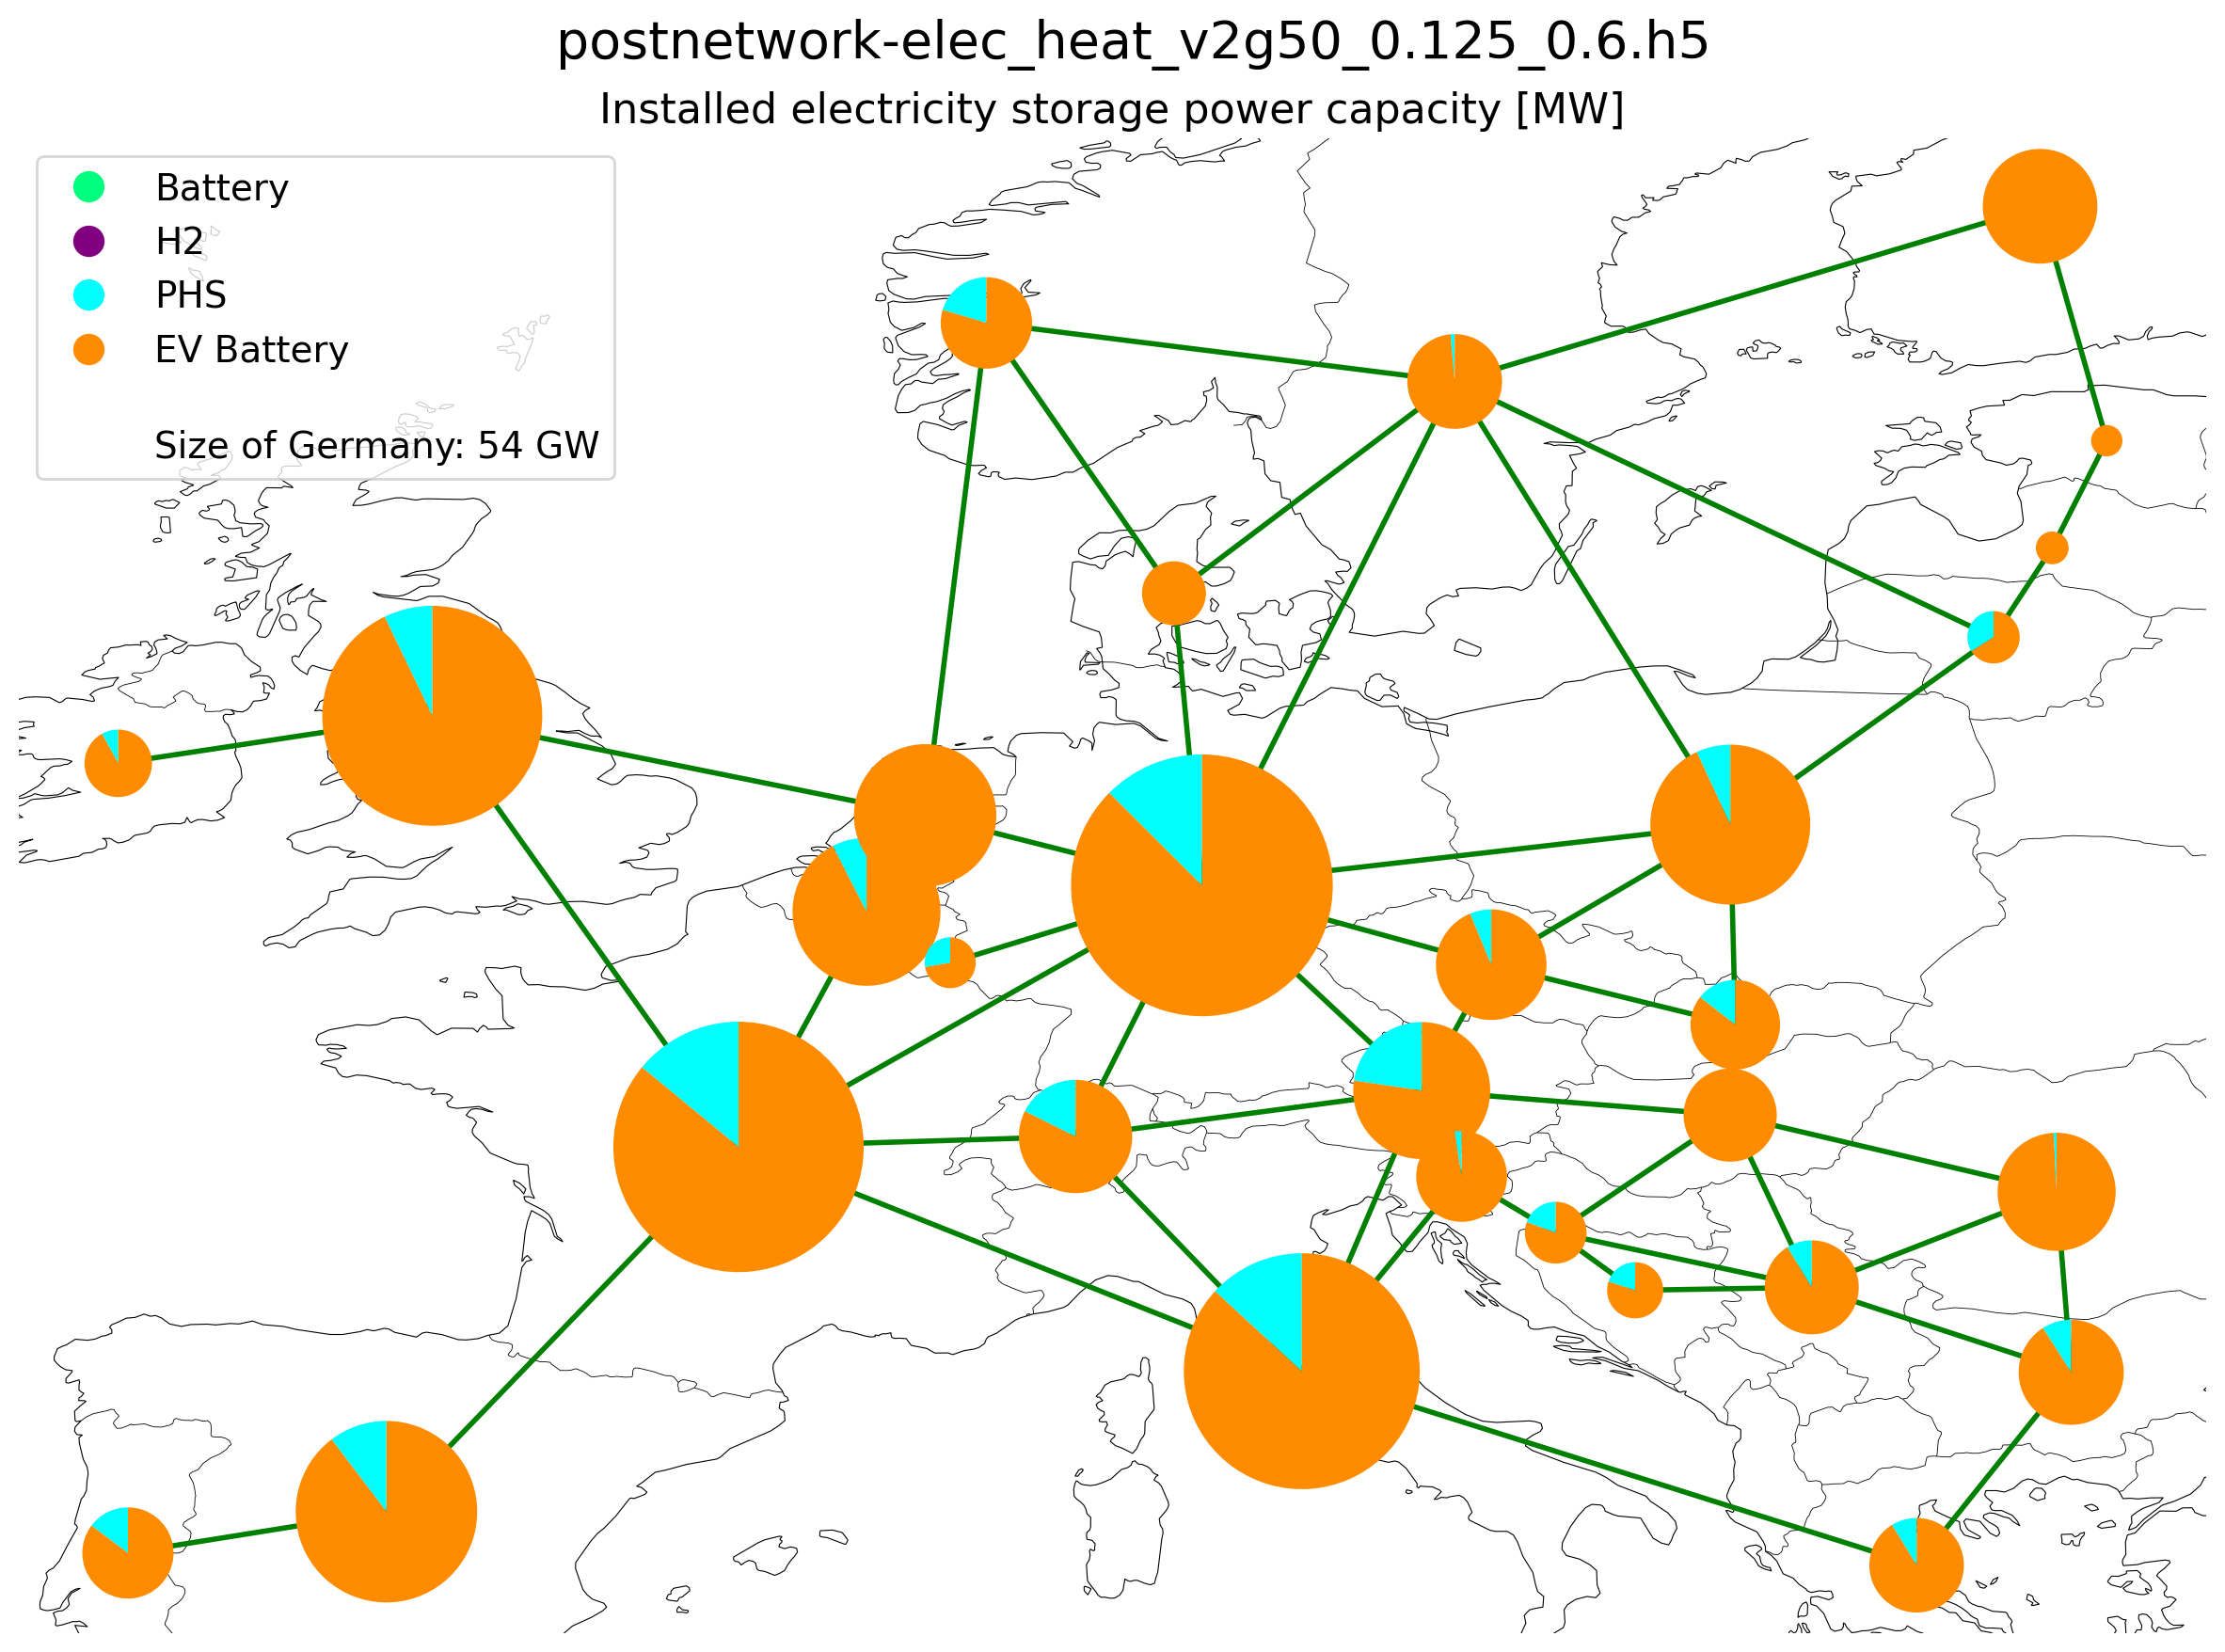 postnetwork-elec_heat_v2g50_0.125_0.6.h5
Installed electricity storage power capacity [MW]
Battery
H2
PHS
EV Battery
Size of Germany: 54 GW